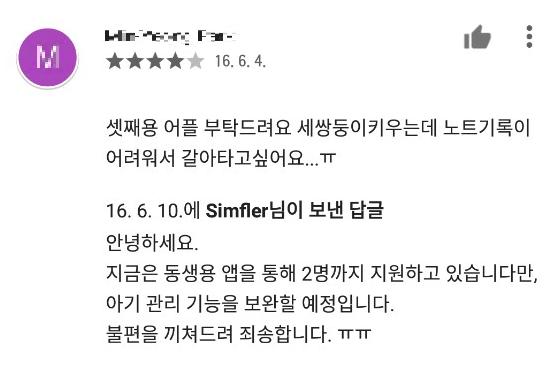 M
16. 6. 4.
셋째용 어플 부탁드려요 세쌍둥이키우는데 노트기록이
어려워서 갈아타고싶어요...ㅠ
16. 6. 10.에 Simfler님이 보낸 답글
안녕하세요.
지금은 동생용 앱을 통해 2명까지 지원하고 있습니다만,
아기 관리 기능을 보완할 예정입니다.
불편을 끼쳐드려 죄송합니다. ㅠㅠ